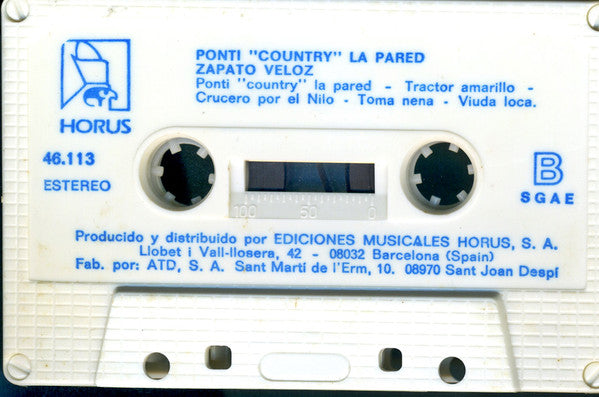 PONTI "COUNTRY" LA PARED
ZAPATO VELOZ
Ponti "country" la pared - Tractor amarillo -
Crucero por el Nilo - Toma nena - Viuda loca.
HORUS
46.113
ESTEREO
B
SGAE
100 50 0
Producido y distribuido por EDICIONES MUSICALES HORUS, S. A.
Llobet i Vall-llosera, 42 - 08032 Barcelona (Spain)
Fab. por: ATD, S. A. Sant Martí de l'Erm, 10. 08970 Sant Joan Despí